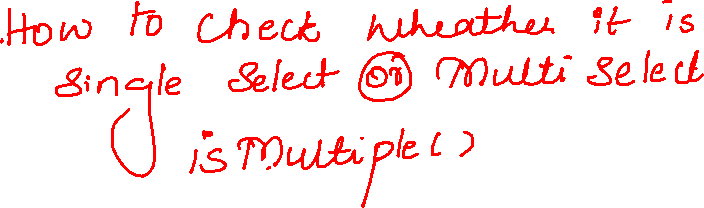 .How to check wheather it is
single select or multi select
isMultiple()